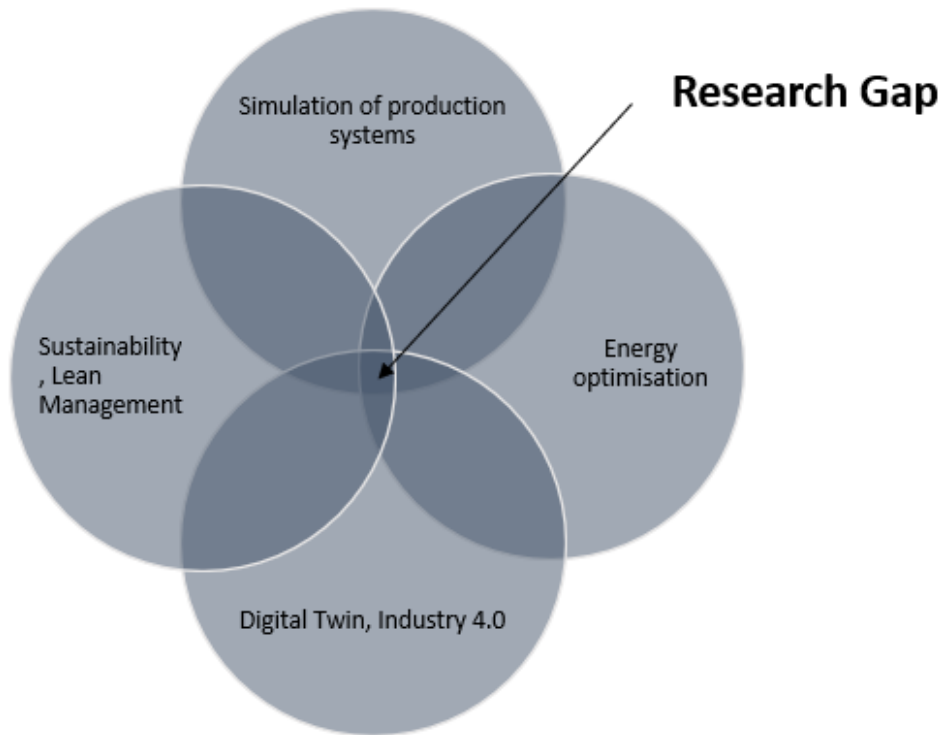 Research Gap
Simulation of production
systems
Sustainability
, Lean
Management
Energy
optimisation
Digital Twin, Industry 4.0